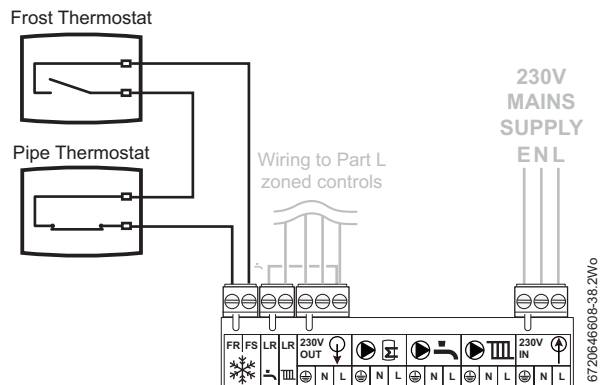 Frost Thermostat
Pipe Thermostat
Wiring to Part L
zoned controls
230V
MAINS
SUPPLY
E N L
FR FS LR LR 230V OUT 230V IN
N L N L N L N L N L
6720646608-38.2Wo